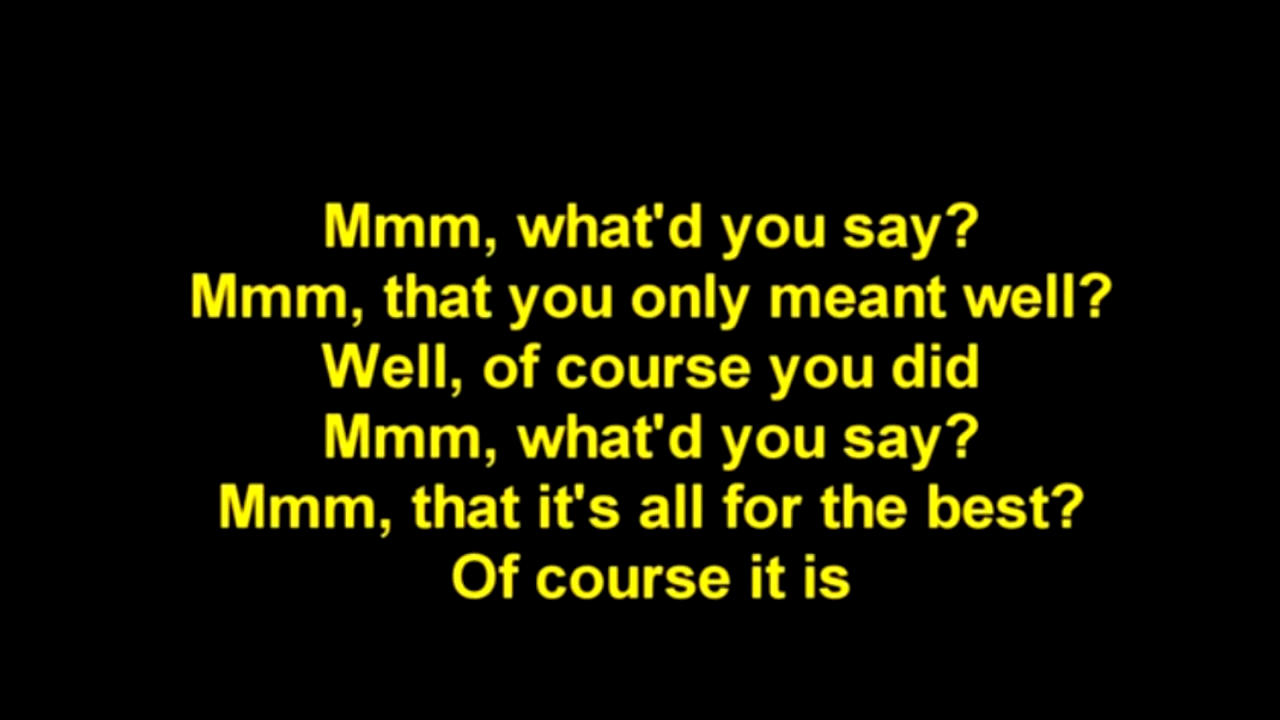 Mmm, what'd you say?
Mmm, that you only meant well?
Well, of course you did
Mmm, what'd you say?
Mmm, that it's all for the best?
Of course it is